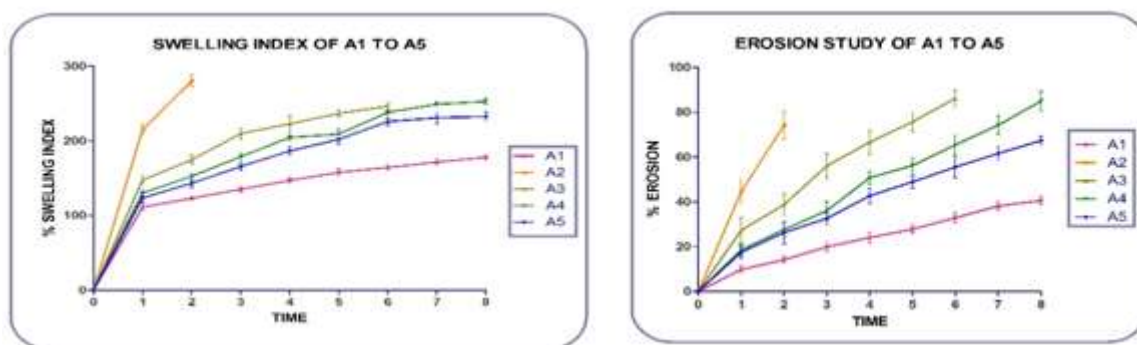 SWELLING INDEX OF A1 TO A5
% SWELLING INDEX
300
200
100
0
0 1 2 3 4 5 6 7 8
TIME
A1
A2
A3
A4
A5
EROSION STUDY OF A1 TO A5
% EROSION
100
80
60
40
20
0
0 1 2 3 4 5 6 7 8
TIME
A1
A2
A3
A4
A5